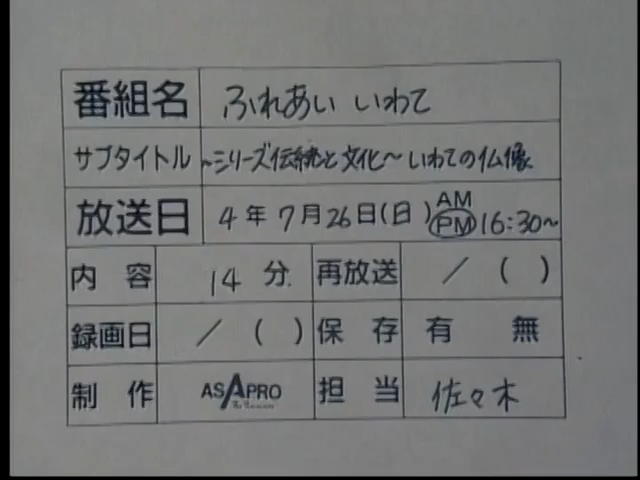 番組名 ふれあい いわて
サブタイトル ~シリーズ伝統と文化~ いわての仏像
放送日 4年7月26日(日) AM PM 16:30~
内容 14分 再放送 / ( )
録画日 / ( ) 保存 有 無
制作 ASAPRO 担当 佐々木